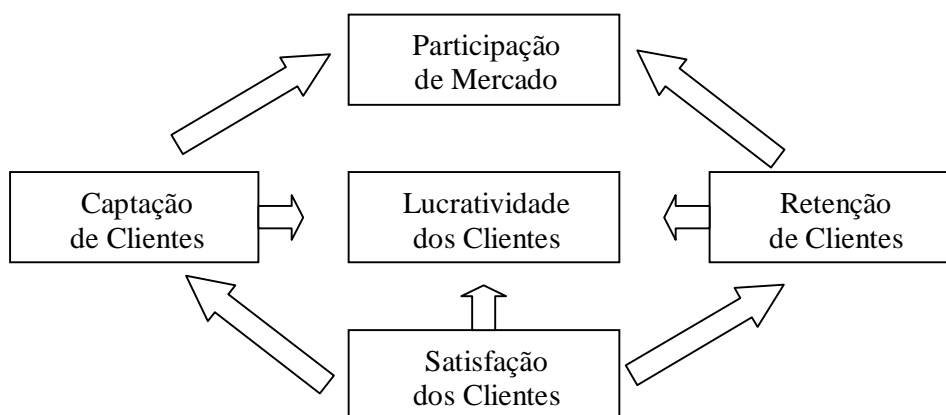 Participação
de Mercado
Captação
de Clientes
Lucratividade
dos Clientes
Retenção
de Clientes
Satisfação
dos Clientes